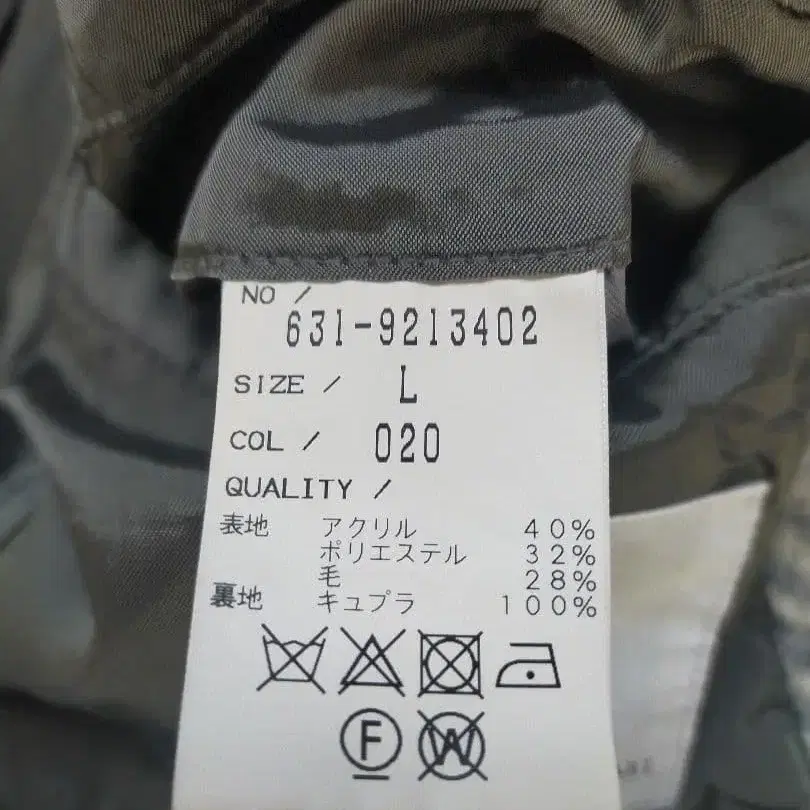 NO /
631-9213402
SIZE / L
COL / 020
QUALITY /
表地 アクリル 40%
ポリエステル 32%
毛 28%
裏地 キュプラ 100%
F W